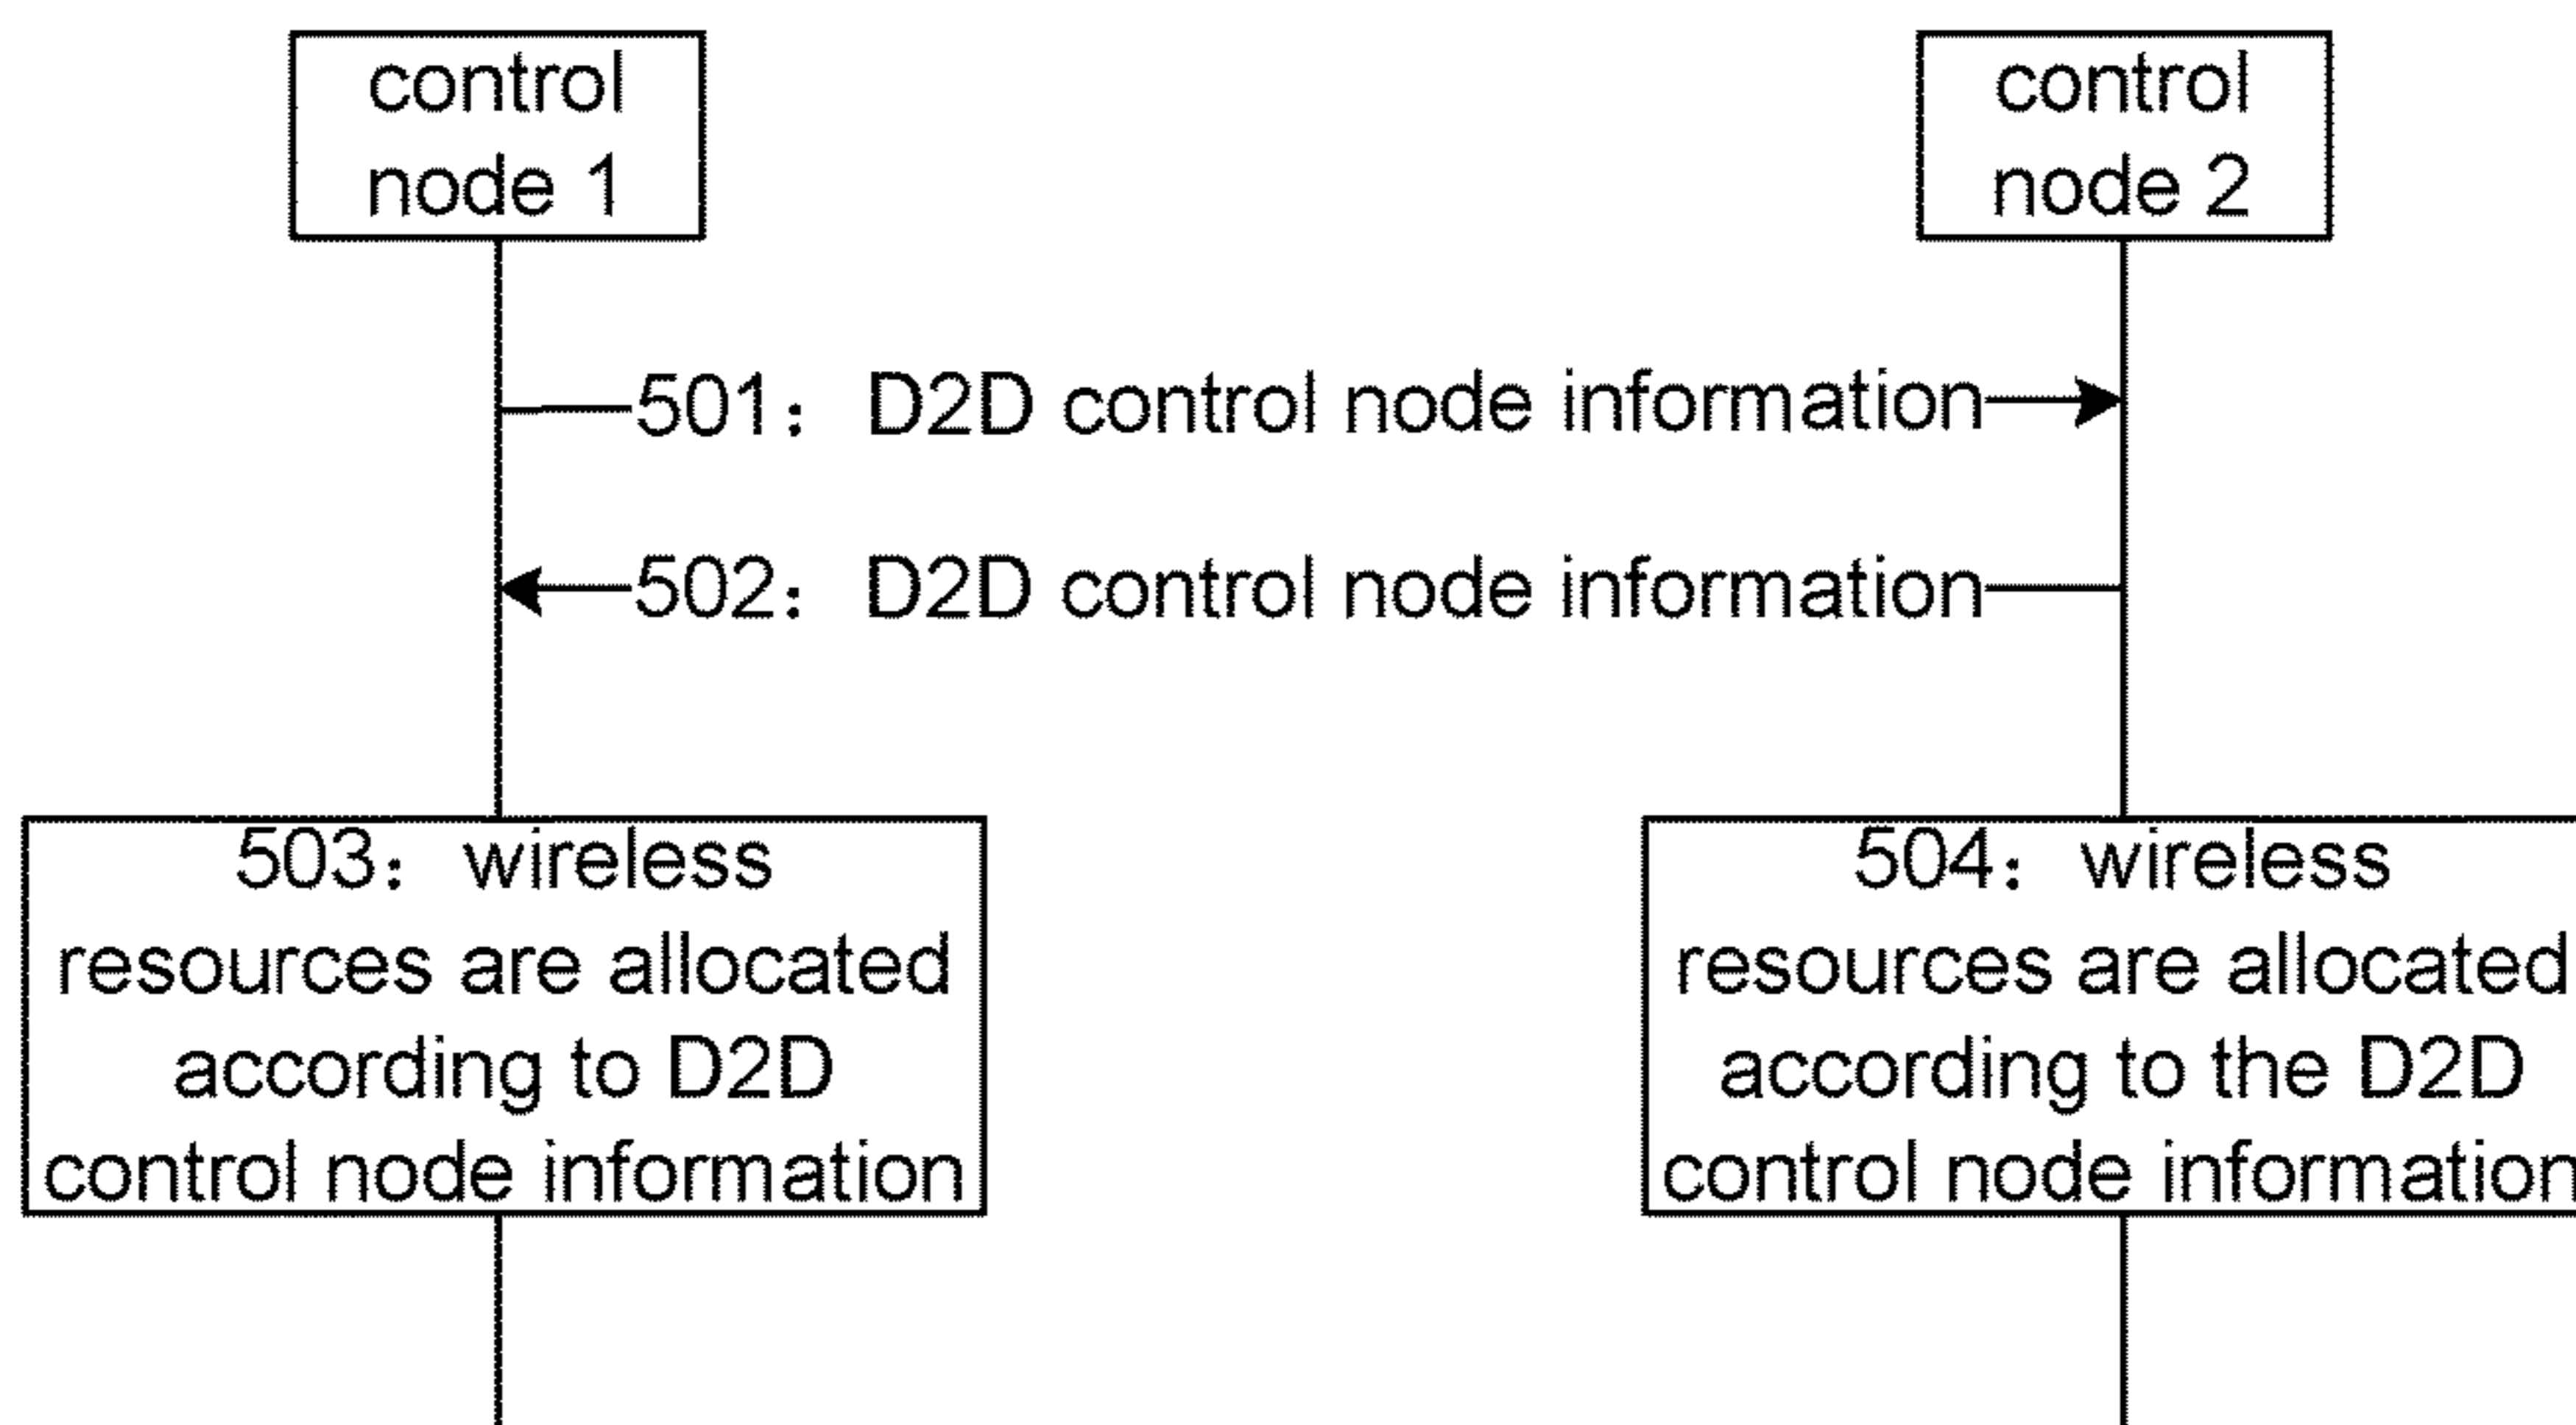 control
node 1
control
node 2
501： D2D control node information
502： D2D control node information
503： wireless
resources are allocated
according to D2D
control node information
504： wireless
resources are allocated
according to the D2D
control node information